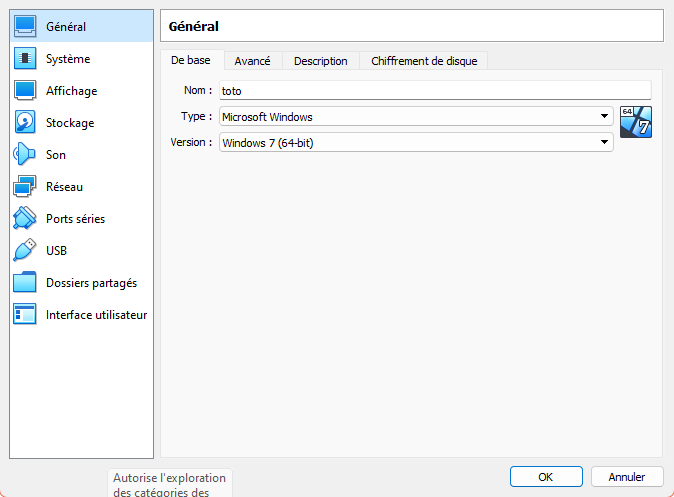 Général
Système
Affichage
Stockage
Son
Réseau
Ports séries
USB
Dossiers partagés
Interface utilisateur
Général
De base Avancé Description Chiffrement de disque
Nom : toto
Type : Microsoft Windows
64
7
Version : Windows 7 (64-bit)
OK Annuler
Autorise l'exploration
des catégories des